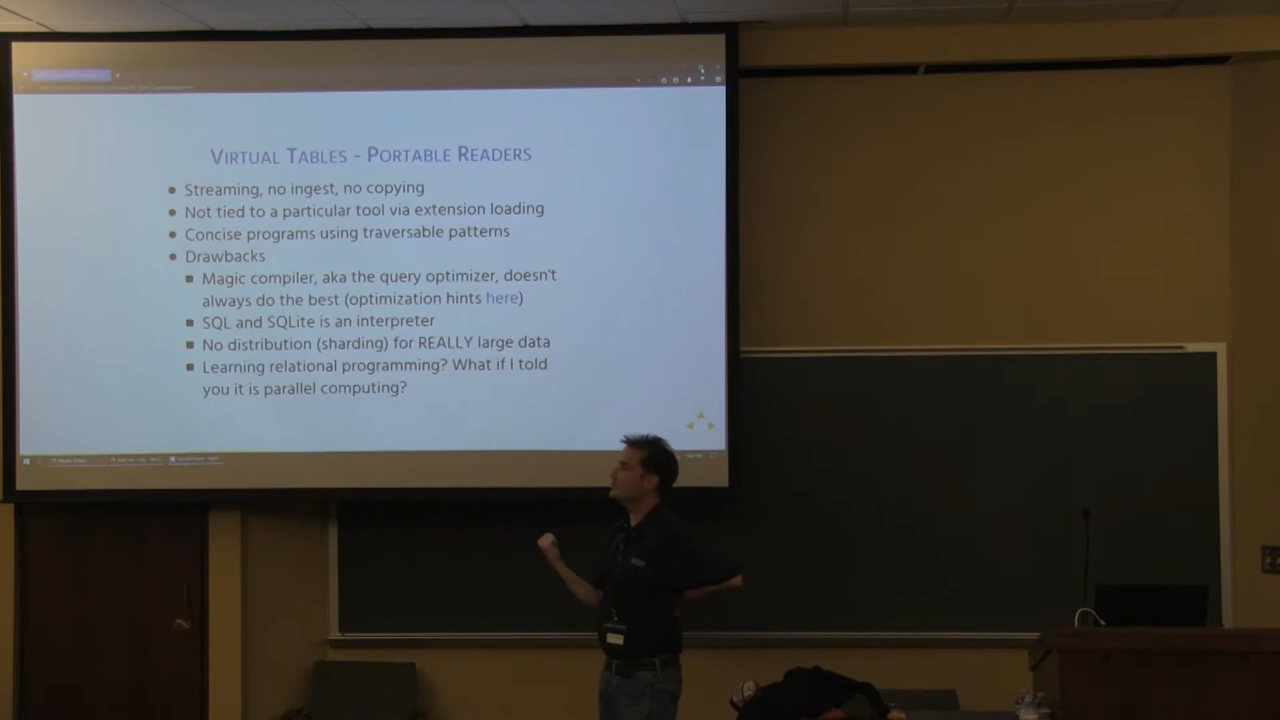 Virtual Tables - Portable Readers
Streaming, no ingest, no copying
Not tied to a particular tool via extension loading
Concise programs using traversable patterns
Drawbacks
Magic compiler, aka the query optimizer, doesn't
always do the best (optimization hints here)
SQL and SQLite is an interpreter
No distribution (sharding) for REALLY large data
Learning relational programming? What if I told
you it is parallel computing?